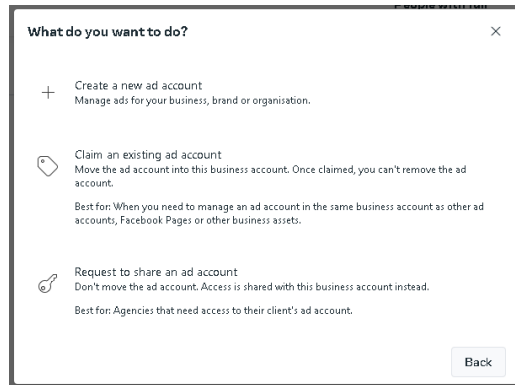 What do you want to do?
Create a new ad account
Manage ads for your business, brand or organisation.
Claim an existing ad account
Move the ad account into this business account. Once claimed, you can't remove the ad
account.
Best for: When you need to manage an ad account in the same business account as other ad
accounts, Facebook Pages or other business assets.
Request to share an ad account
Don't move the ad account. Access is shared with this business account instead.
Best for: Agencies that need access to their client's ad account.
Back